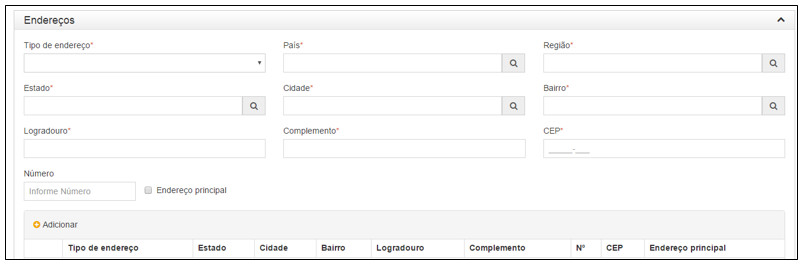 Endereços
Tipo de endereço* País* Região*
Estado* Cidade* Bairro*
Logradouro* Complemento* CEP*
_____-___
Número
Informe Número Endereço principal
Adicionar
Tipo de endereço Estado Cidade Bairro Logradouro Complemento Nº CEP Endereço principal